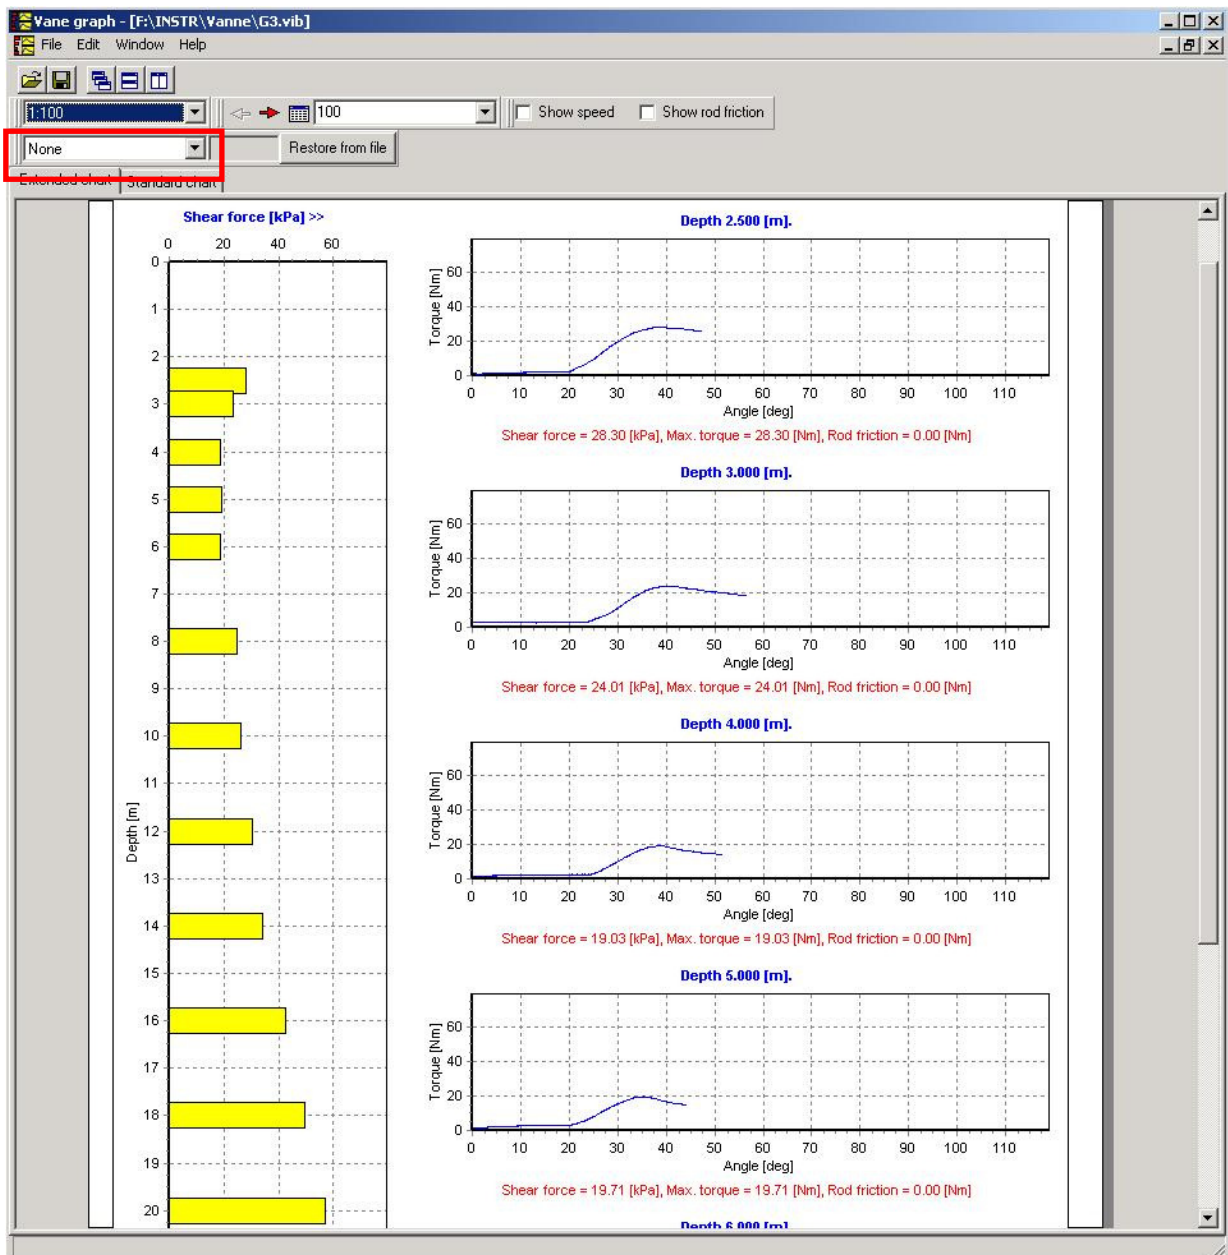 Vane graph - [F:\INSTR\Vanne\G3.vib]
File Edit Window Help
1:100 100 Show speed Show rod friction
None Restore from file
Extended chart Standard chart
Shear force [kPa] >>
0 20 40 60
0
1
2
3
4
5
6
7
8
9
10
11
12
13
14
15
16
17
18
19
20
Depth [m]
Depth 2.500 [m].
Torque [Nm]
60
40
20
0
0 10 20 30 40 50 60 70 80 90 100 110
Angle [deg]
Shear force = 28.30 [kPa], Max. torque = 28.30 [Nm], Rod friction = 0.00 [Nm]
Depth 3.000 [m].
Torque [Nm]
60
40
20
0
0 10 20 30 40 50 60 70 80 90 100 110
Angle [deg]
Shear force = 24.01 [kPa], Max. torque = 24.01 [Nm], Rod friction = 0.00 [Nm]
Depth 4.000 [m].
Torque [Nm]
60
40
20
0
0 10 20 30 40 50 60 70 80 90 100 110
Angle [deg]
Shear force = 19.03 [kPa], Max. torque = 19.03 [Nm], Rod friction = 0.00 [Nm]
Depth 5.000 [m].
Torque [Nm]
60
40
20
0
0 10 20 30 40 50 60 70 80 90 100 110
Angle [deg]
Shear force = 19.71 [kPa], Max. torque = 19.71 [Nm], Rod friction = 0.00 [Nm]
Depth 6.000 [m].